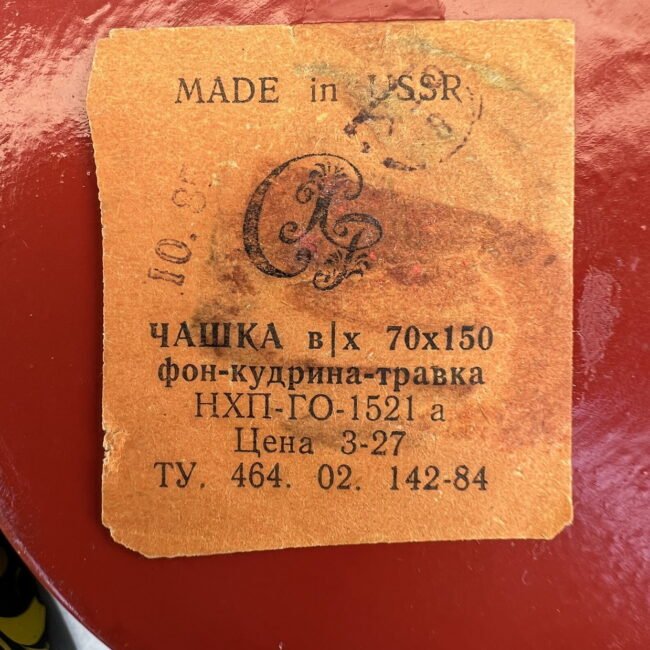 MADE in USSR
ЧАШКА в|х 70х150
фон-кудрина-травка
НХП-ГО-1521 а
Цена 3-27
ТУ. 464. 02. 142-84